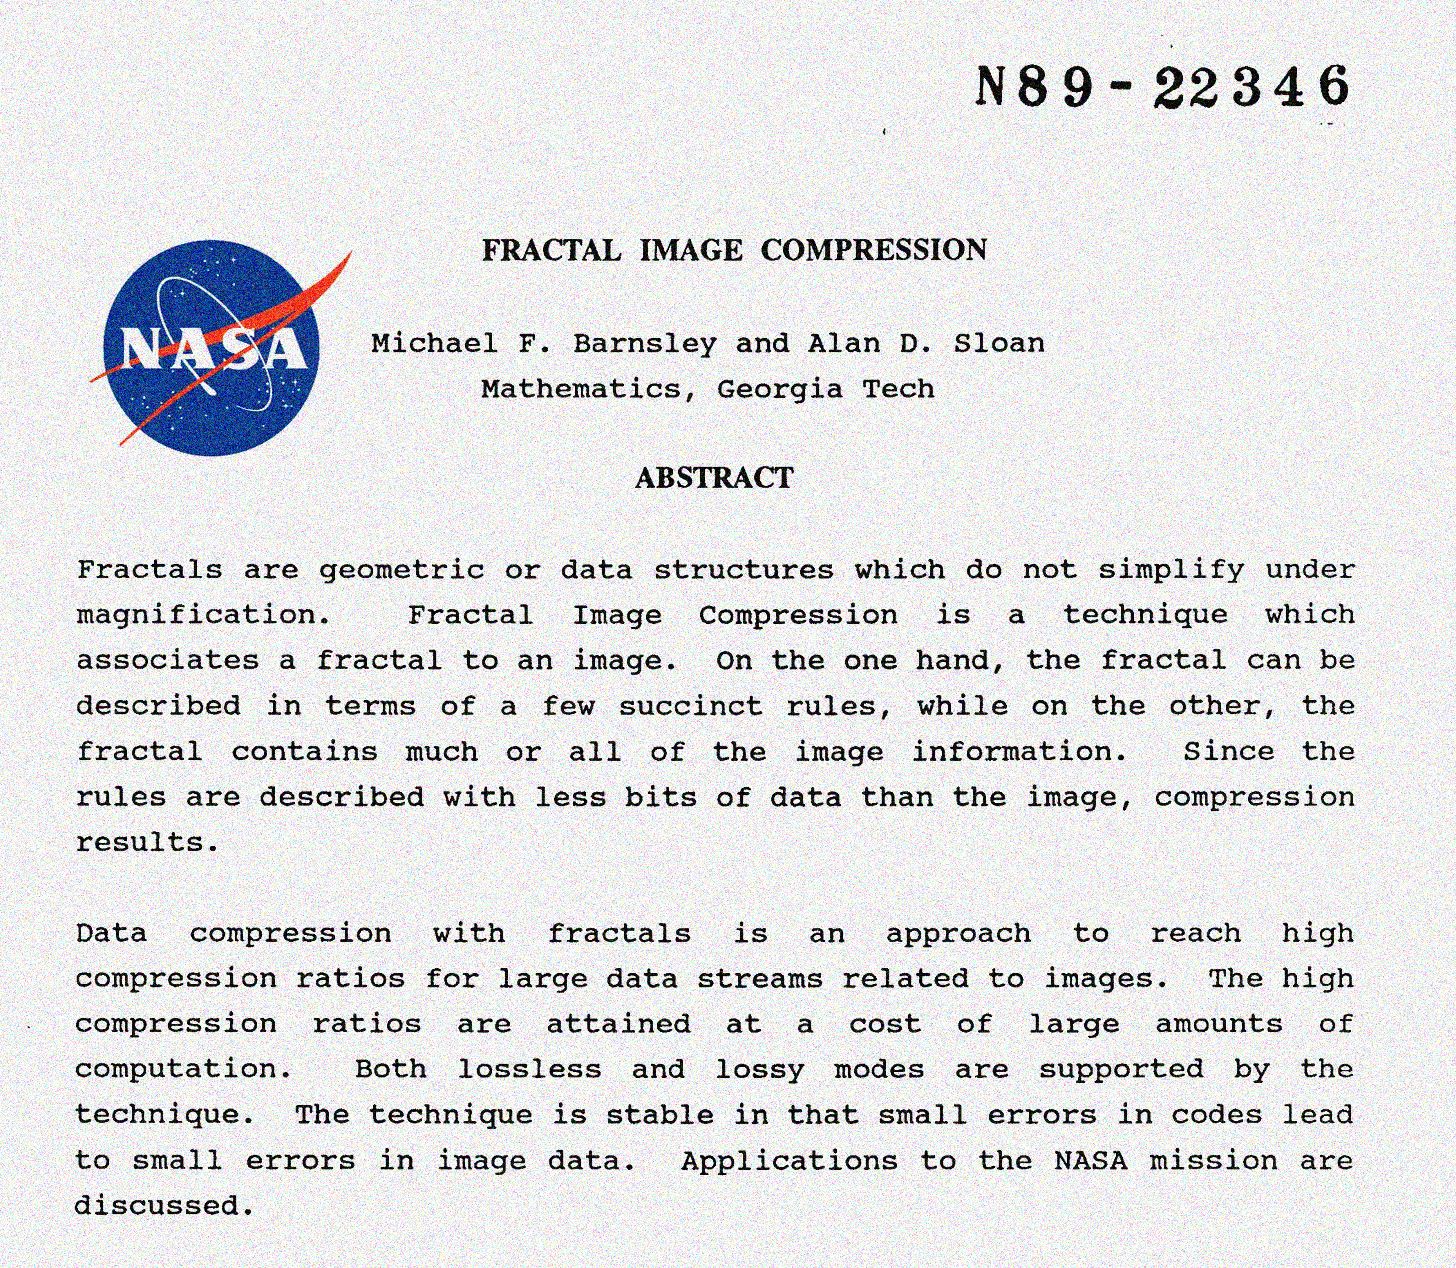 N89-22346
FRACTAL IMAGE COMPRESSION
NASA
Michael F. Barnsley and Alan D. Sloan
Mathematics, Georgia Tech
ABSTRACT
Fractals are geometric or data structures which do not simplify under
magnification. Fractal Image Compression is a technique which
associates a fractal to an image. On the one hand, the fractal can be
described in terms of a few succinct rules, while on the other, the
fractal contains much or all of the image information. Since the
rules are described with less bits of data than the image, compression
results.
Data compression with fractals is an approach to reach high
compression ratios for large data streams related to images. The high
compression ratios are attained at a cost of large amounts of
computation. Both lossless and lossy modes are supported by the
technique. The technique is stable in that small errors in codes lead
to small errors in image data. Applications to the NASA mission are
discussed.